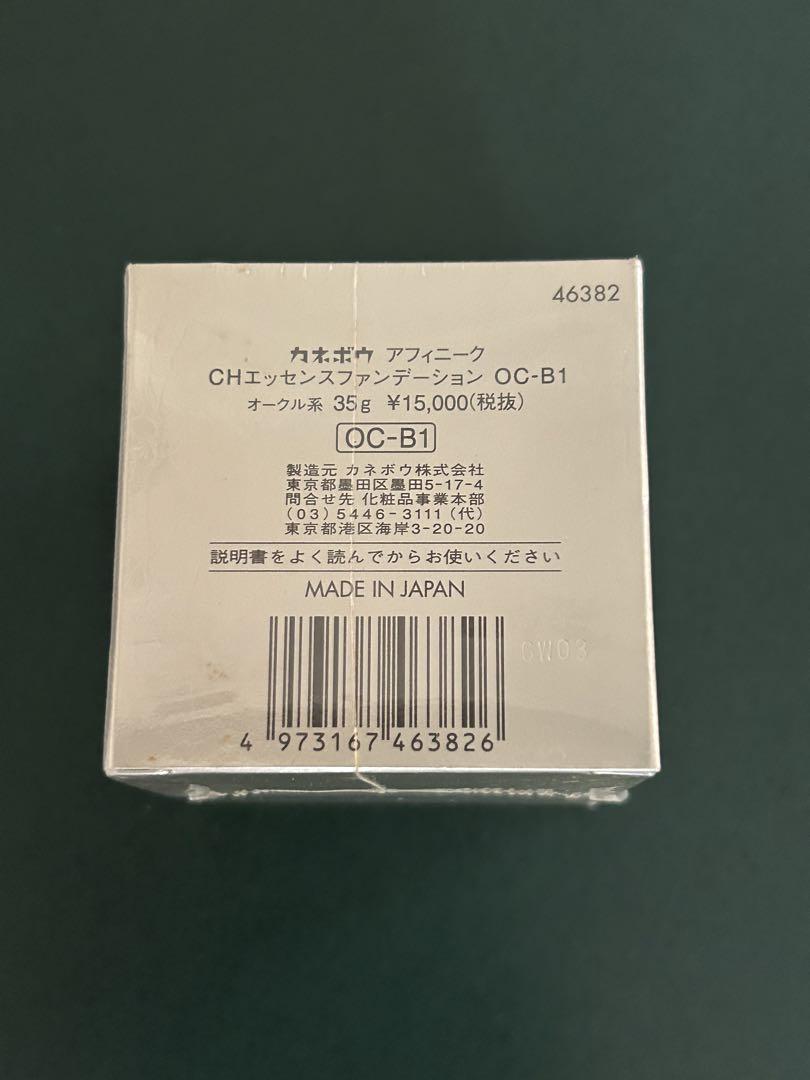 46382
カネボウ アフィニーク
CHエッセンスファンデーション OC-B1
オークル系 35g ¥15,000(税抜)
OC-B1
製造元 カネボウ株式会社
東京都墨田区墨田5-17-4
問合せ先 化粧品事業本部
(03)5446-3111(代)
東京都港区海岸3-20-20
説明書をよく読んでからお使いください
MADE IN JAPAN
4 973167 463826